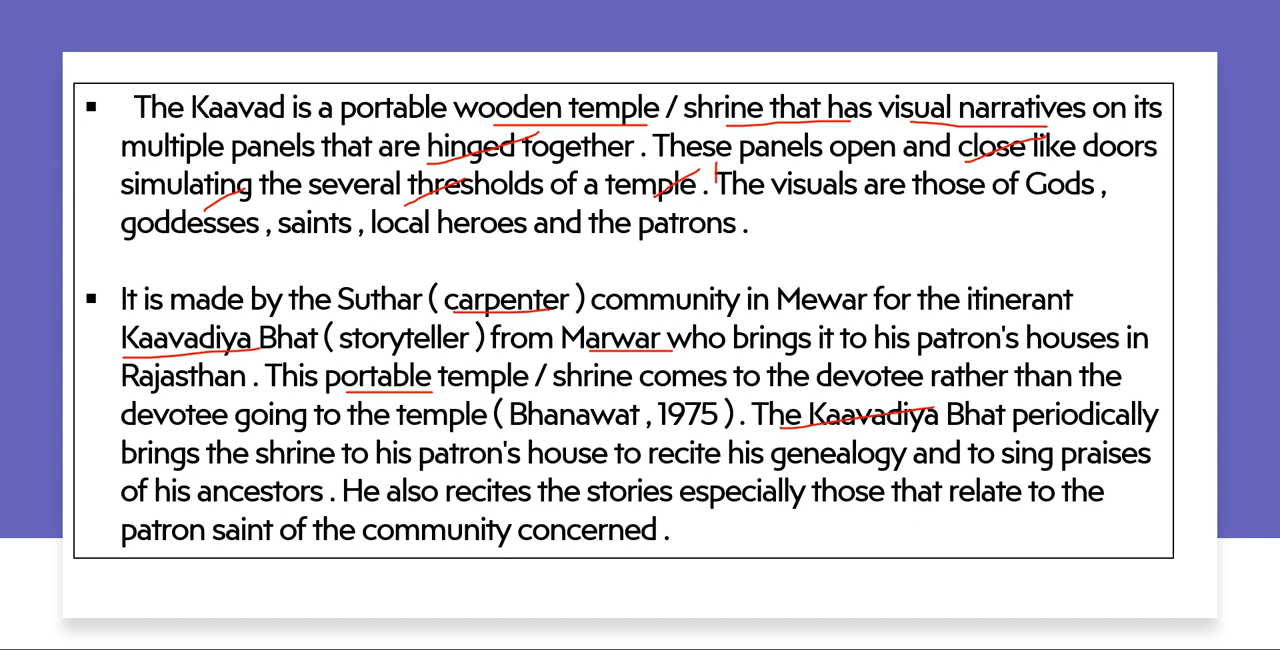 ▪ The Kaavad is a portable wooden temple / shrine that has visual narratives on its
multiple panels that are hinged together . These panels open and close like doors
simulating the several thresholds of a temple . The visuals are those of Gods ,
goddesses , saints , local heroes and the patrons .
▪ It is made by the Suthar ( carpenter ) community in Mewar for the itinerant
Kaavadiya Bhat ( storyteller ) from Marwar who brings it to his patron's houses in
Rajasthan . This portable temple / shrine comes to the devotee rather than the
devotee going to the temple ( Bhanawat , 1975 ) . The Kaavadiya Bhat periodically
brings the shrine to his patron's house to recite his genealogy and to sing praises
of his ancestors . He also recites the stories especially those that relate to the
patron saint of the community concerned .